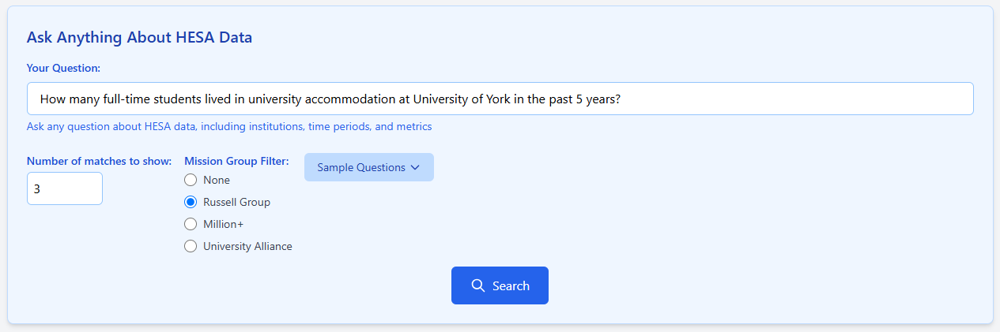 Ask Anything About HESA Data
Your Question:
How many full-time students lived in university accommodation at University of York in the past 5 years?
Ask any question about HESA data, including institutions, time periods, and metrics
Number of matches to show:
3
Mission Group Filter:
None
Russell Group
Million+
University Alliance
Sample Questions
Search